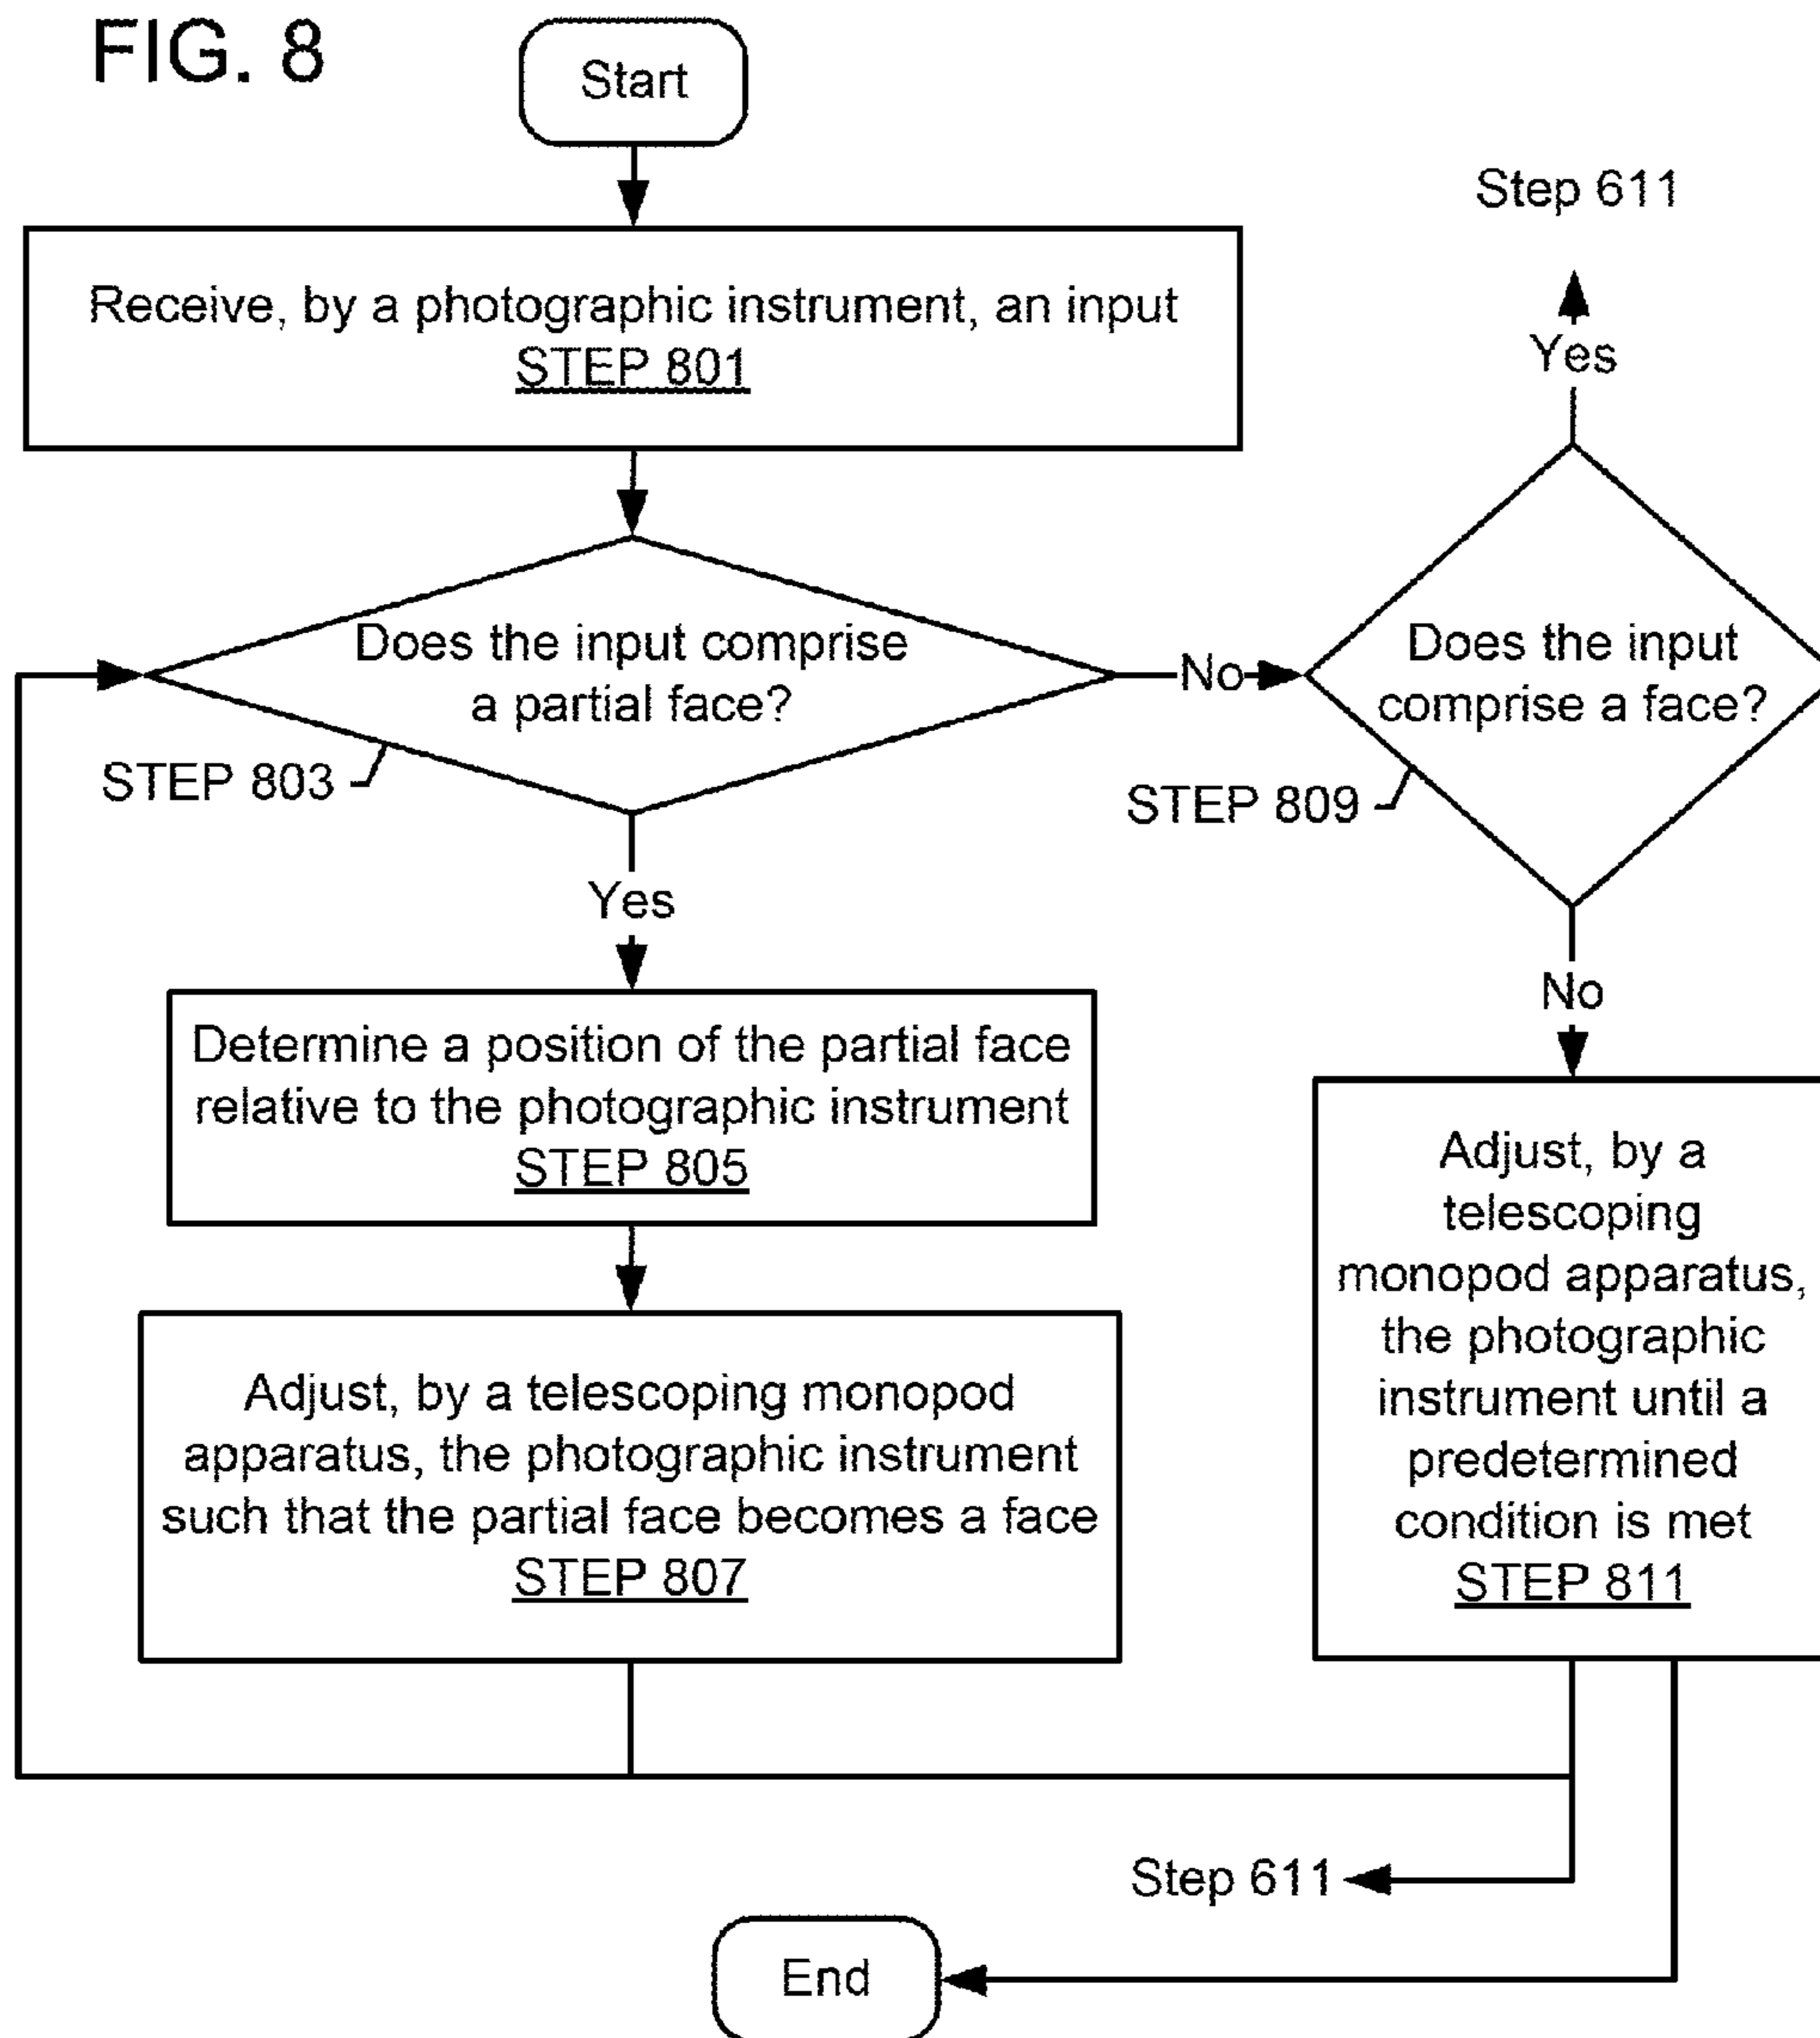 FIG. 8
Start
Receive, by a photographic instrument, an input
STEP 801
Does the input comprise
a partial face?
STEP 803
No
Yes
Determine a position of the partial face
relative to the photographic instrument
STEP 805
Adjust, by a telescoping monopod
apparatus, the photographic instrument
such that the partial face becomes a face
STEP 807
Step 611
Yes
Does the input
comprise a face?
STEP 809
No
Adjust, by a
telescoping
monopod apparatus,
the photographic
instrument until a
predetermined
condition is met
STEP 811
Step 611
End